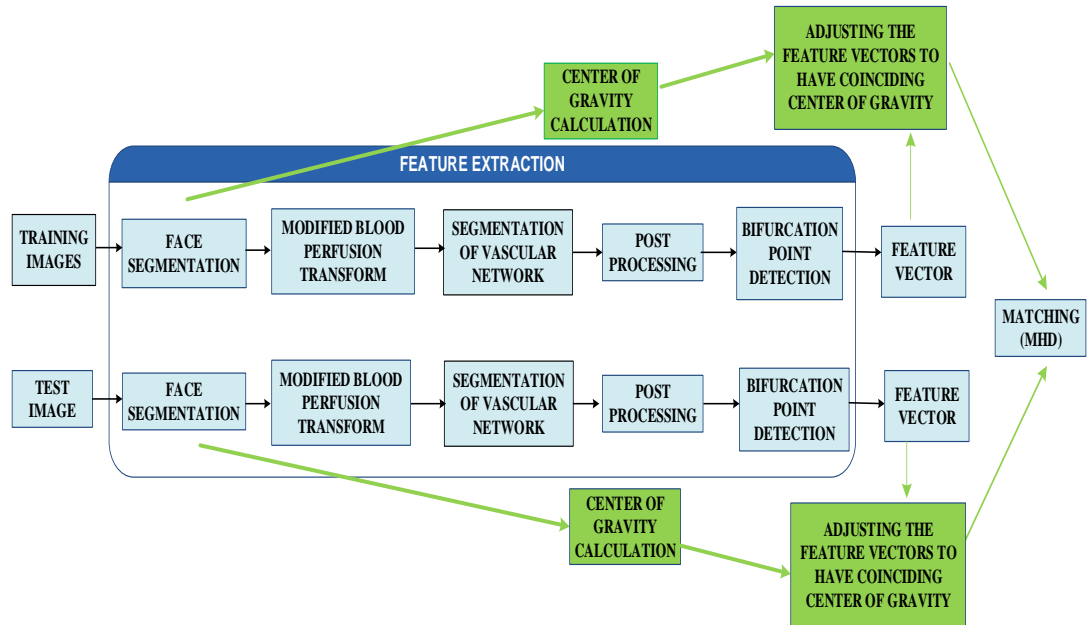 ADJUSTING THE
FEATURE VECTORS TO
HAVE COINCIDING
CENTER OF GRAVITY
CENTER OF
GRAVITY
CALCULATION
FEATURE EXTRACTION
TRAINING
IMAGES
FACE
SEGMENTATION
MODIFIED BLOOD
PERFUSION
TRANSFORM
SEGMENTATION
OF VASCULAR
NETWORK
POST
PROCESSING
BIFURCATION
POINT
DETECTION
FEATURE
VECTOR
MATCHING
(MHD)
TEST
IMAGE
FACE
SEGMENTATION
MODIFIED BLOOD
PERFUSION
TRANSFORM
SEGMENTATION
OF VASCULAR
NETWORK
POST
PROCESSING
BIFURCATION
POINT
DETECTION
FEATURE
VECTOR
CENTER OF
GRAVITY
CALCULATION
ADJUSTING THE
FEATURE VECTORS TO
HAVE COINCIDING
CENTER OF GRAVITY